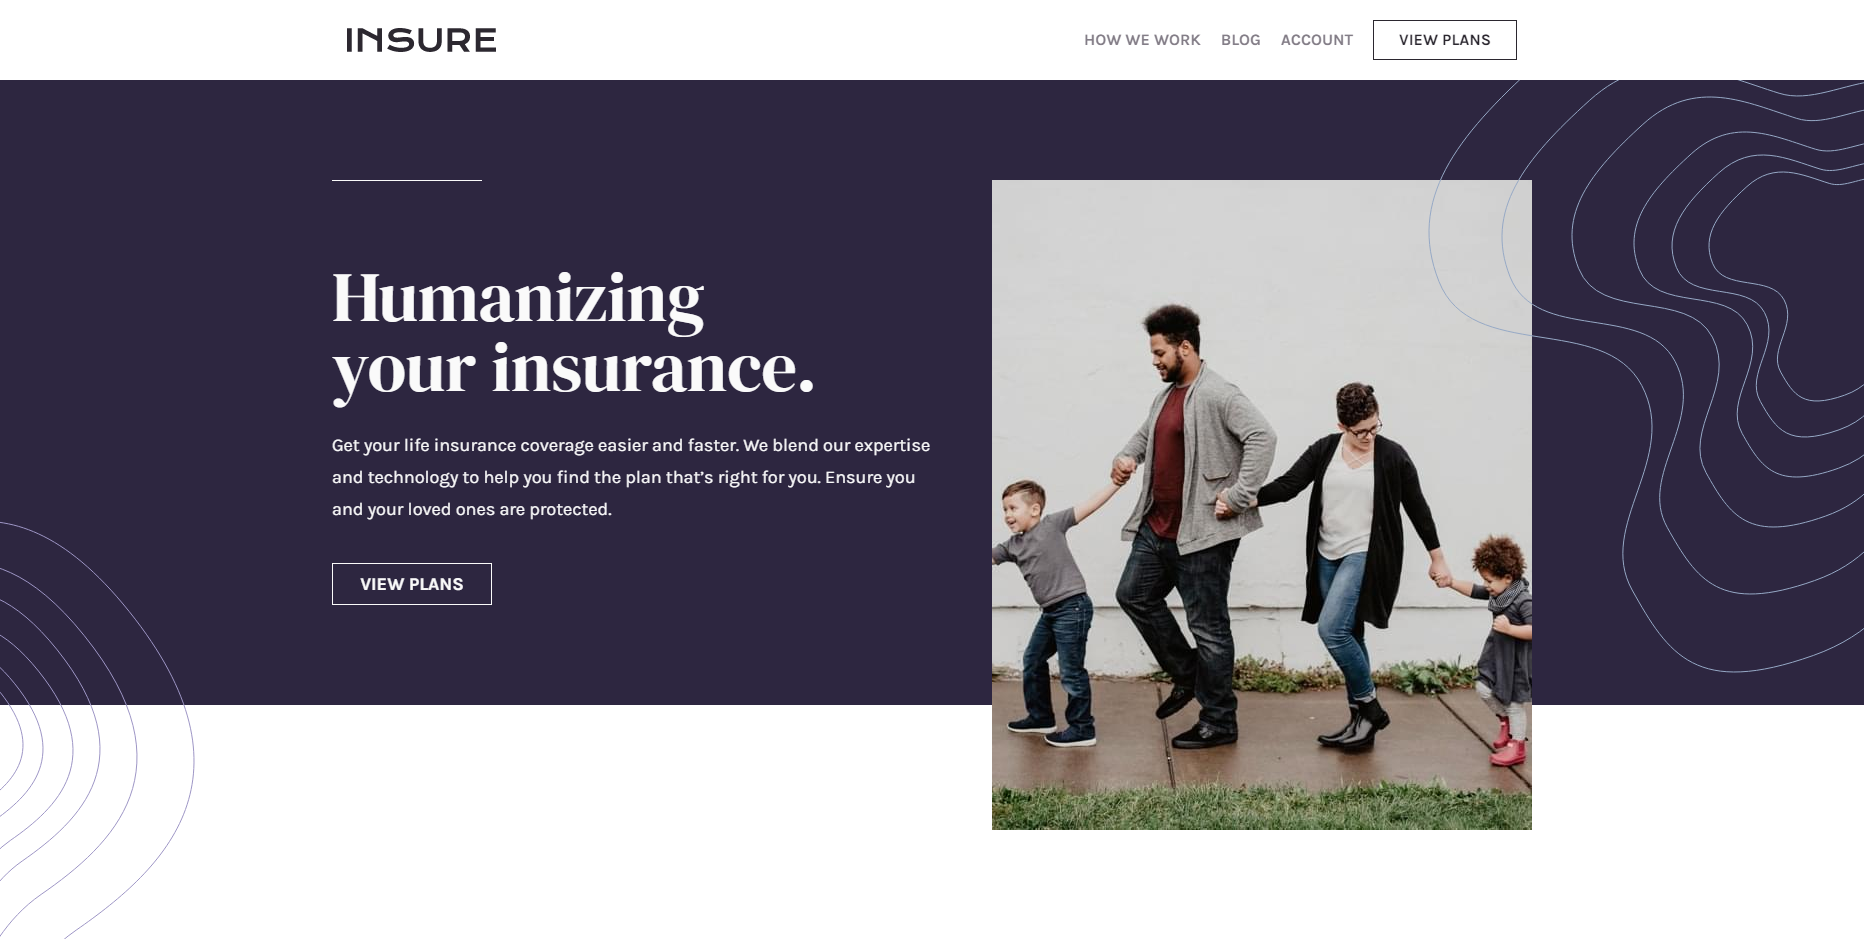 INSURE
HOW WE WORK
BLOG
ACCOUNT
VIEW PLANS
Humanizing
your insurance.
Get your life insurance coverage easier and faster. We blend our expertise
and technology to help you find the plan that’s right for you. Ensure you
and your loved ones are protected.
VIEW PLANS